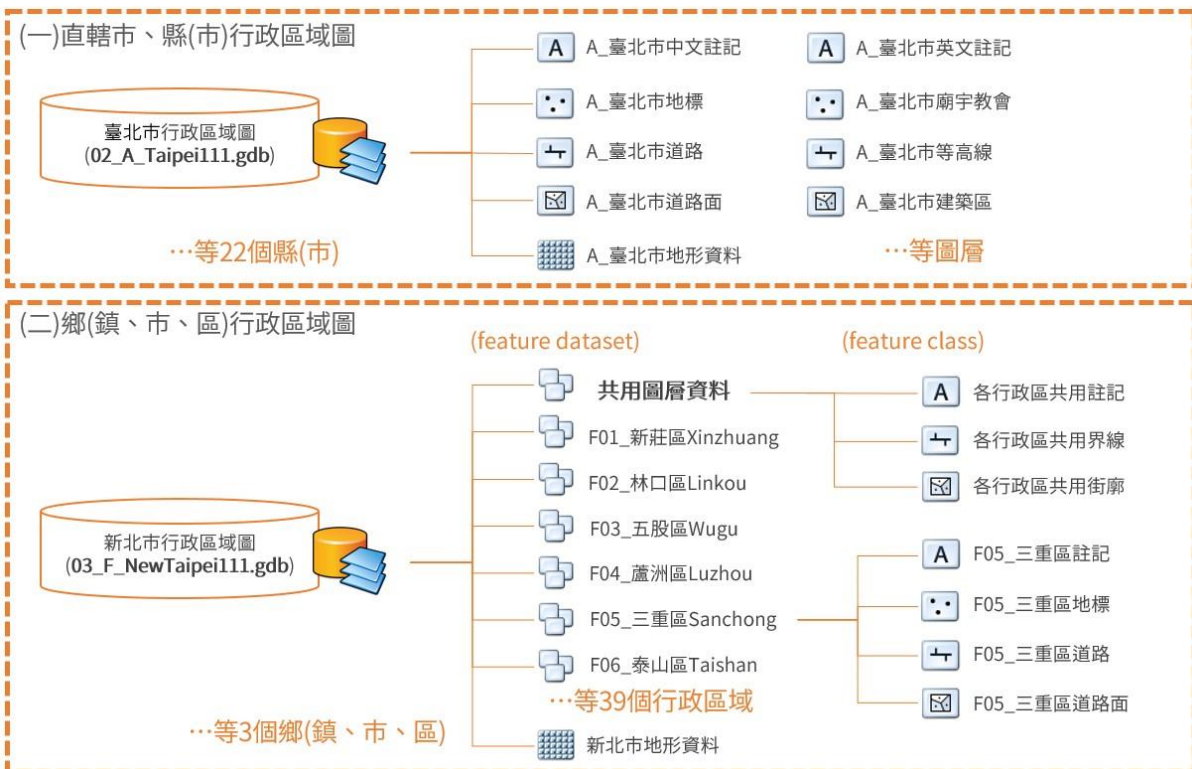 (一)直轄市、縣(市)行政區域圖
臺北市行政區域圖
(02_A_Taipei111.gdb)
…等22個縣(市)
A A_臺北市中文註記
A A_臺北市英文註記
A_臺北市地標
A_臺北市廟宇教會
A_臺北市道路
A_臺北市等高線
A_臺北市道路面
A_臺北市建築區
A_臺北市地形資料
…等圖層
(二)鄉(鎮、市、區)行政區域圖
新北市行政區域圖
(03_F_NewTaipei111.gdb)
…等3個鄉(鎮、市、區)
(feature dataset)
共用圖層資料
F01_新莊區Xinzhuang
F02_林口區Linkou
F03_五股區Wugu
F04_蘆洲區Luzhou
F05_三重區Sanchong
F06_泰山區Taishan
…等39個行政區域
新北市地形資料
(feature class)
A 各行政區共用註記
各行政區共用界線
各行政區共用街廓
A F05_三重區註記
F05_三重區地標
F05_三重區道路
F05_三重區道路面